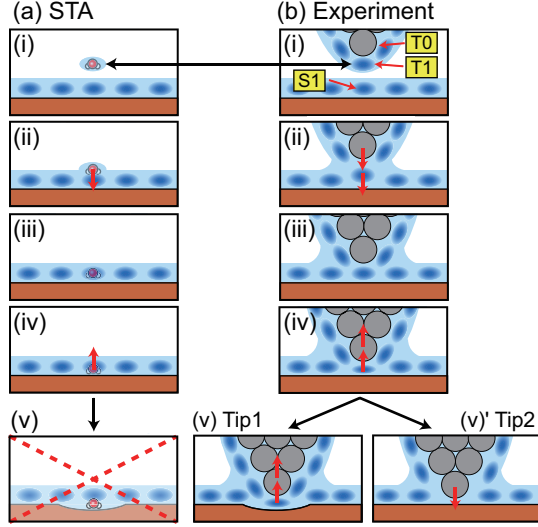 (a) STA
(b) Experiment
(i)
(i)
T0
T1
S1
(ii)
(ii)
(iii)
(iii)
(iv)
(iv)
(v)
(v) Tip1
(v)' Tip2